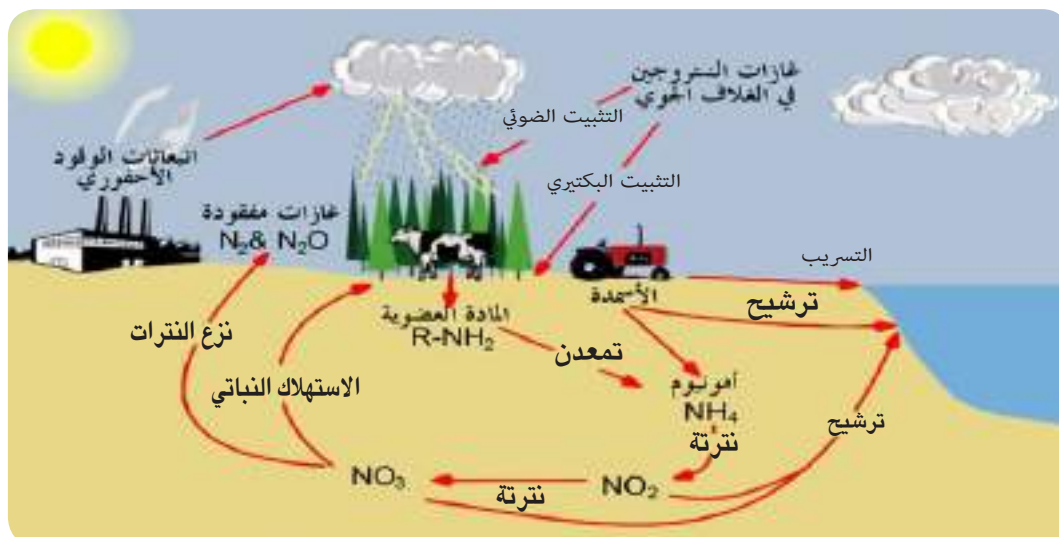 غازات النتروجين
في الغلاف الجوي
التثبيت الضوئي
التثبيت البكتيري
انبعاثات الوقود
الأحفوري
غازات مفقودة
N₂& N₂O
التسريب
الأسمدة
ترشيح
المادة العضوية
R-NH₂
نزع النترات
تمعدن
الاستهلاك النباتي
أمونيوم
NH₄
ترشيح
نترتة
NO₃
نترتة
NO₂